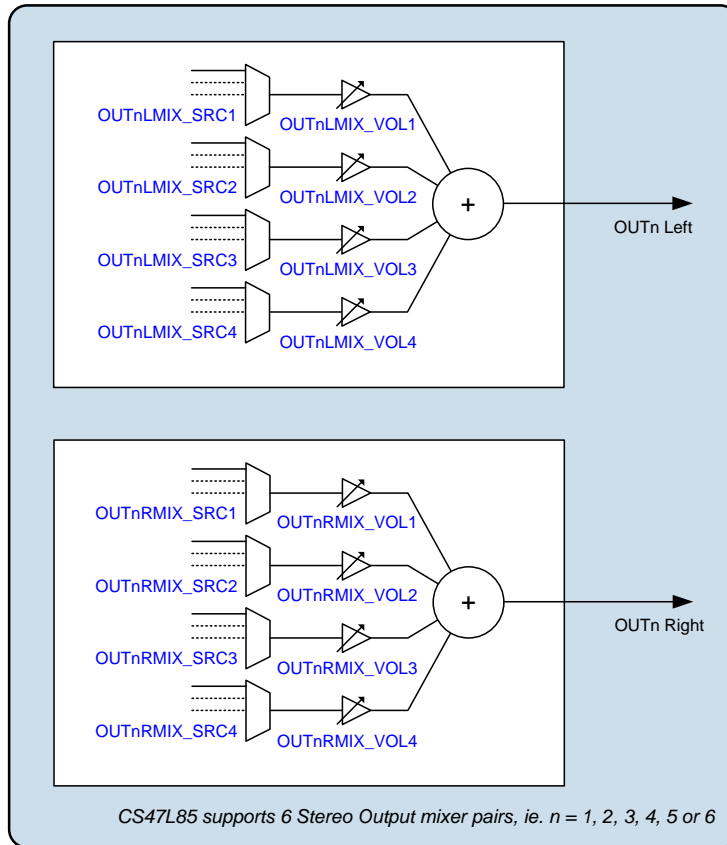 OUTnLMIX_SRC1
OUTnLMIX_VOL1
OUTnLMIX_SRC2
OUTnLMIX_VOL2
+
OUTn Left
OUTnLMIX_SRC3
OUTnLMIX_VOL3
OUTnLMIX_SRC4
OUTnLMIX_VOL4
OUTnRMIX_SRC1
OUTnRMIX_VOL1
OUTnRMIX_SRC2
OUTnRMIX_VOL2
+
OUTn Right
OUTnRMIX_SRC3
OUTnRMIX_VOL3
OUTnRMIX_SRC4
OUTnRMIX_VOL4
CS47L85 supports 6 Stereo Output mixer pairs, ie. n = 1, 2, 3, 4, 5 or 6